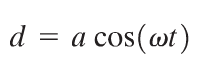 d = a cos(ωt)